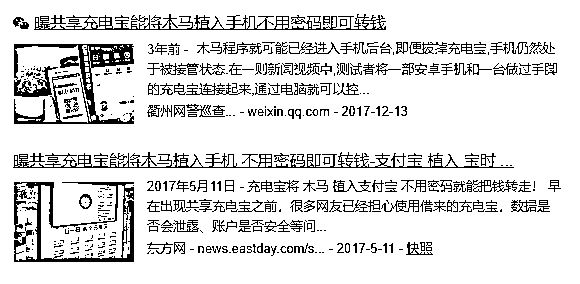 曝共享充电宝能将木马植入手机不用密码即可转钱
3年前 - 木马程序就可能已经进入手机后台,即便拔掉充电宝,手机仍然处
于被接管状态.在一则新闻视频中,测试者将一部安卓手机和一台做过手脚
的充电宝连接起来,通过电脑就可以控...
衢州网警巡查... - weixin.qq.com - 2017-12-13
曝共享充电宝能将木马植入手机 不用密码即可转钱-支付宝 植入 宝时 ...
2017年5月11日 - 充电宝将 木马 植入支付宝 不用密码就能把钱转走! 早
在出现共享充电宝之前，很多网友已经担心使用借来的充电宝，数据是
否会泄露、账户是否安全等问...
东方网 - news.eastday.com/s... - 2017-5-11 - 快照